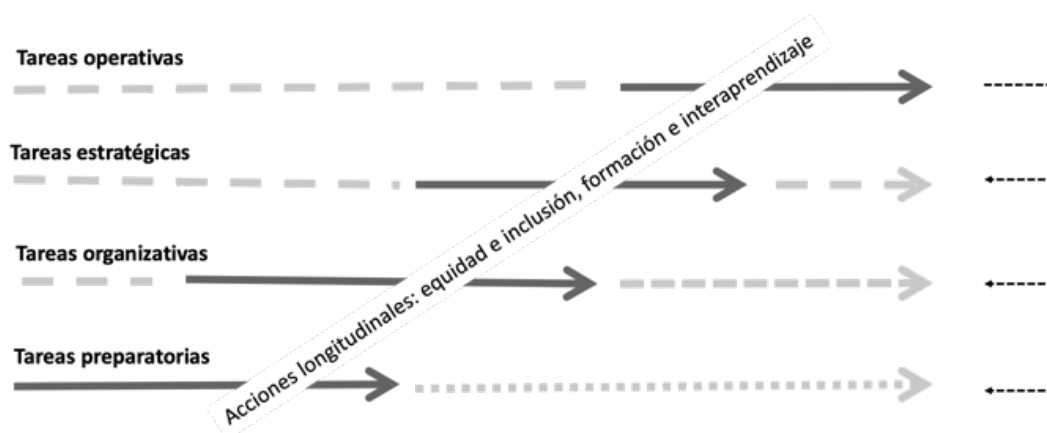 Tareas operativas
Tareas estratégicas
Tareas organizativas
Tareas preparatorias
Acciones longitudinales: equidad e inclusión, formación e interaprendizaje